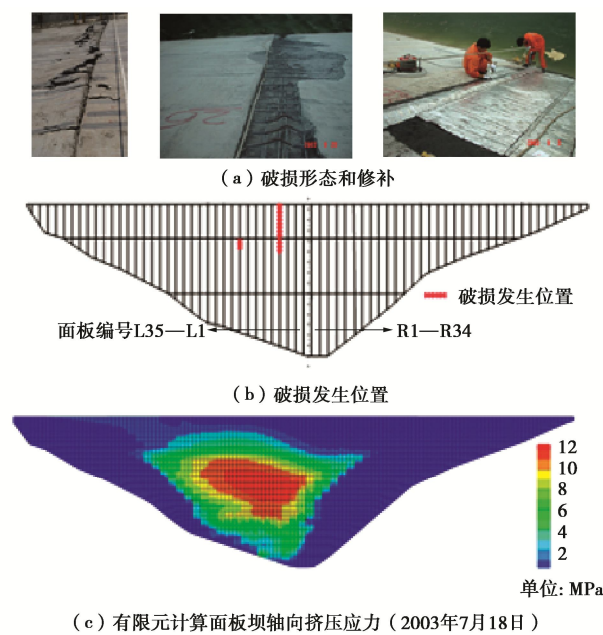 (a)破损形态和修补
破损发生位置
面板编号L35—L1
R1—R34
(b)破损发生位置
12
10
8
6
4
2
单位: MPa
(c)有限元计算面板坝轴向挤压应力(2003年7月18日)